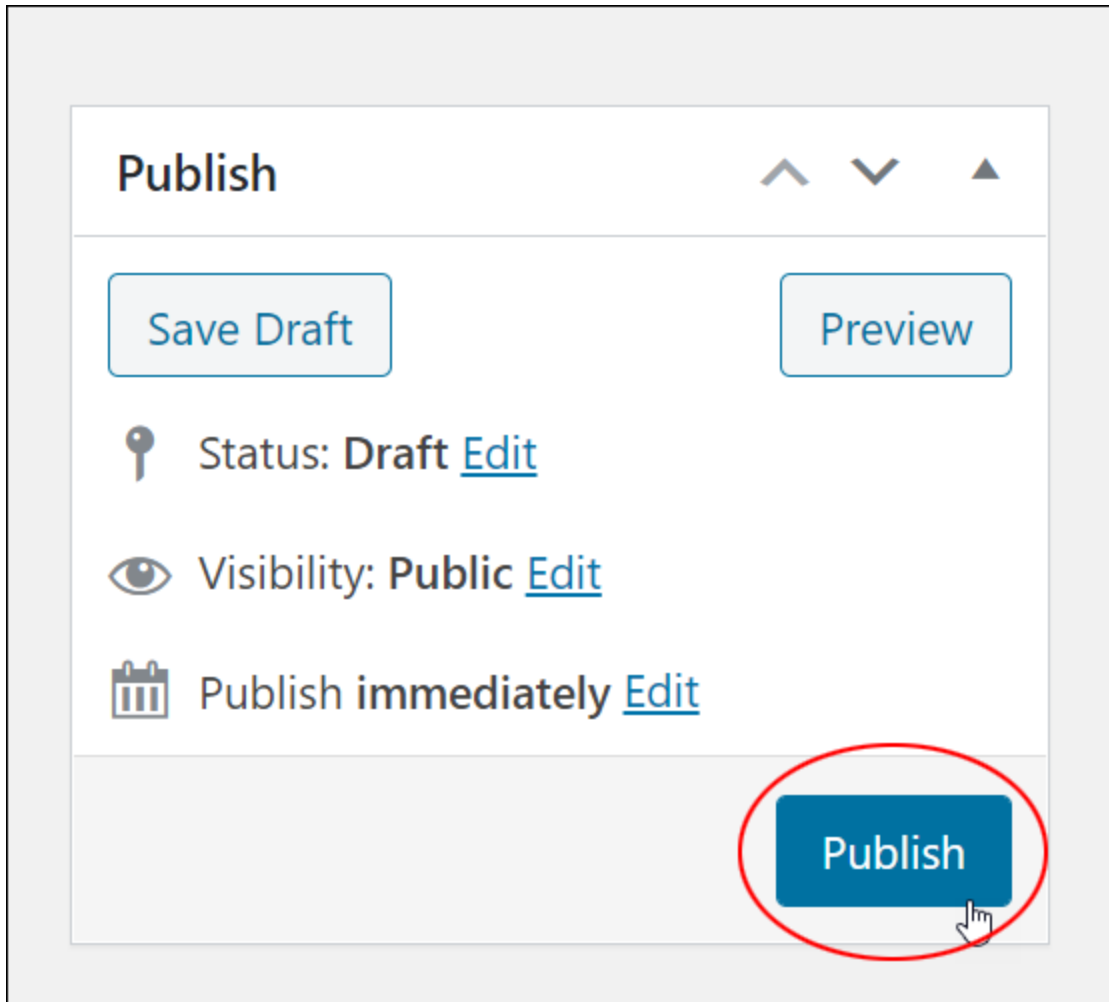 Publish
Save Draft
Preview
Status: Draft Edit
Visibility: Public Edit
Publish immediately Edit
Publish